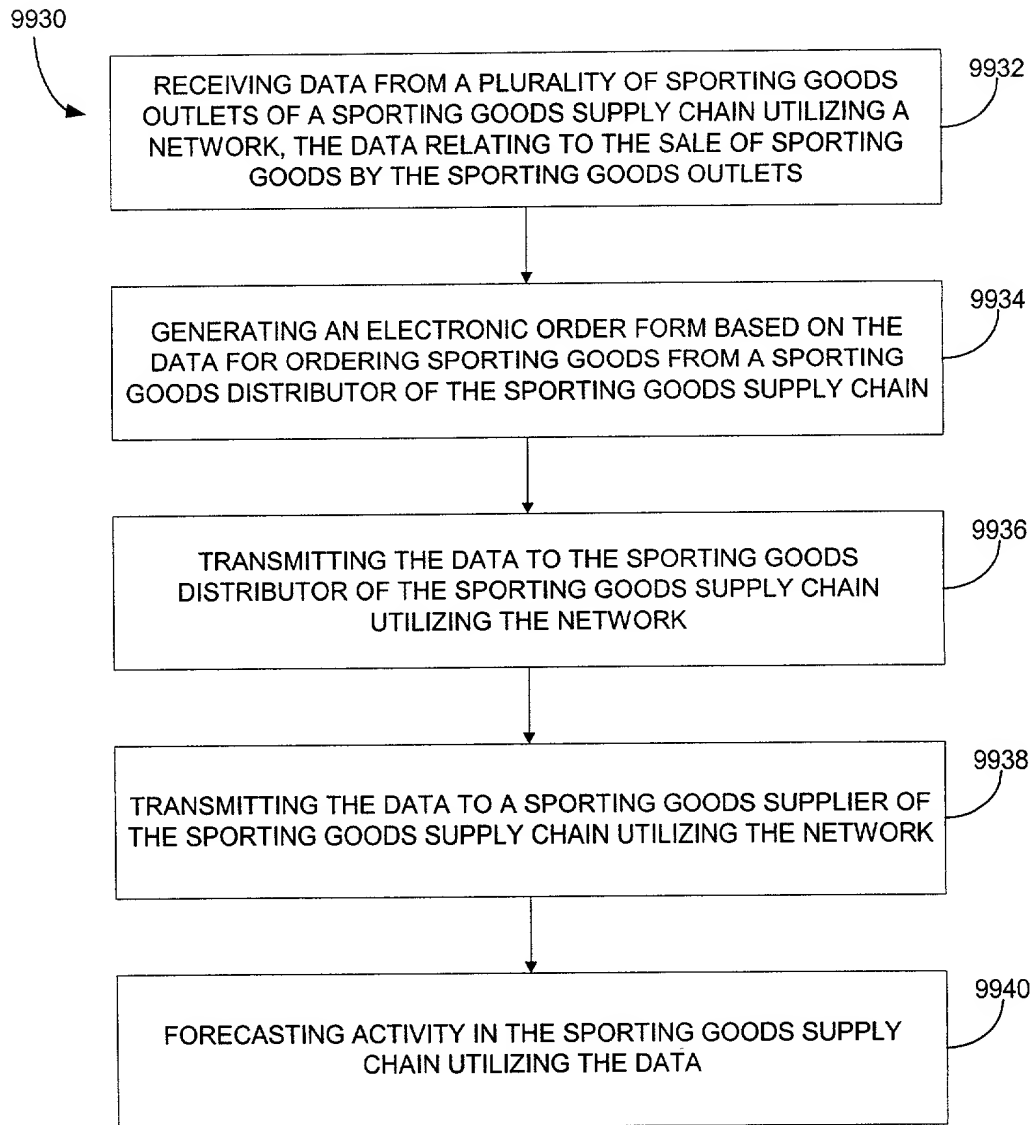 9930
RECEIVING DATA FROM A PLURALITY OF SPORTING GOODS
OUTLETS OF A SPORTING GOODS SUPPLY CHAIN UTILIZING A
NETWORK, THE DATA RELATING TO THE SALE OF SPORTING
GOODS BY THE SPORTING GOODS OUTLETS
9932
GENERATING AN ELECTRONIC ORDER FORM BASED ON THE
DATA FOR ORDERING SPORTING GOODS FROM A SPORTING
GOODS DISTRIBUTOR OF THE SPORTING GOODS SUPPLY CHAIN
9934
TRANSMITTING THE DATA TO THE SPORTING GOODS
DISTRIBUTOR OF THE SPORTING GOODS SUPPLY CHAIN
UTILIZING THE NETWORK
9936
TRANSMITTING THE DATA TO A SPORTING GOODS SUPPLIER OF
THE SPORTING GOODS SUPPLY CHAIN UTILIZING THE NETWORK
9938
FORECASTING ACTIVITY IN THE SPORTING GOODS SUPPLY
CHAIN UTILIZING THE DATA
9940